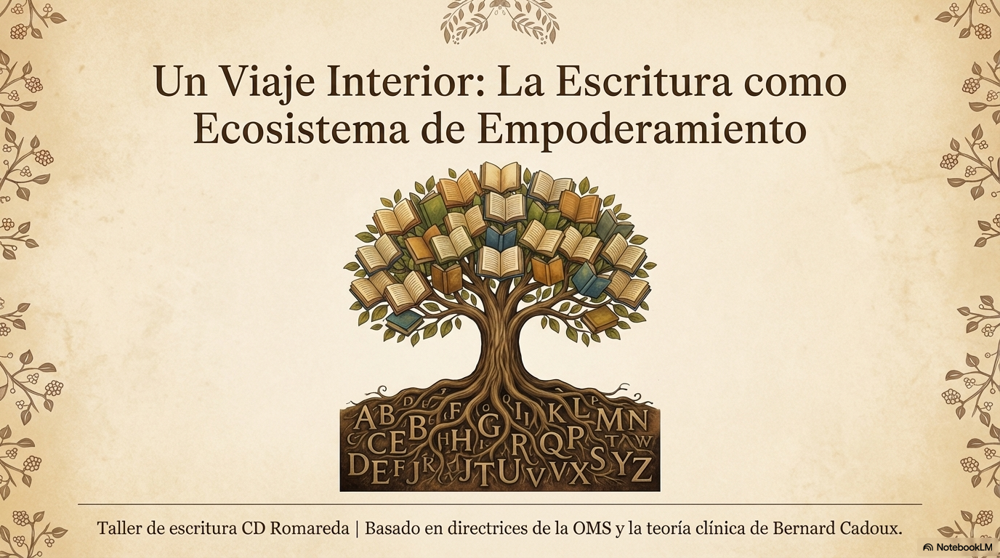 Un Viaje Interior: La Escritura como
Ecosistema de Empoderamiento
A B D F G I K L M N
C E B H R Q P T W
D E F J R J T U V V X S Y Z
Taller de escritura CD Romareda | Basado en directrices de la OMS y la teoría clínica de Bernard Cadoux.
NotebookLM